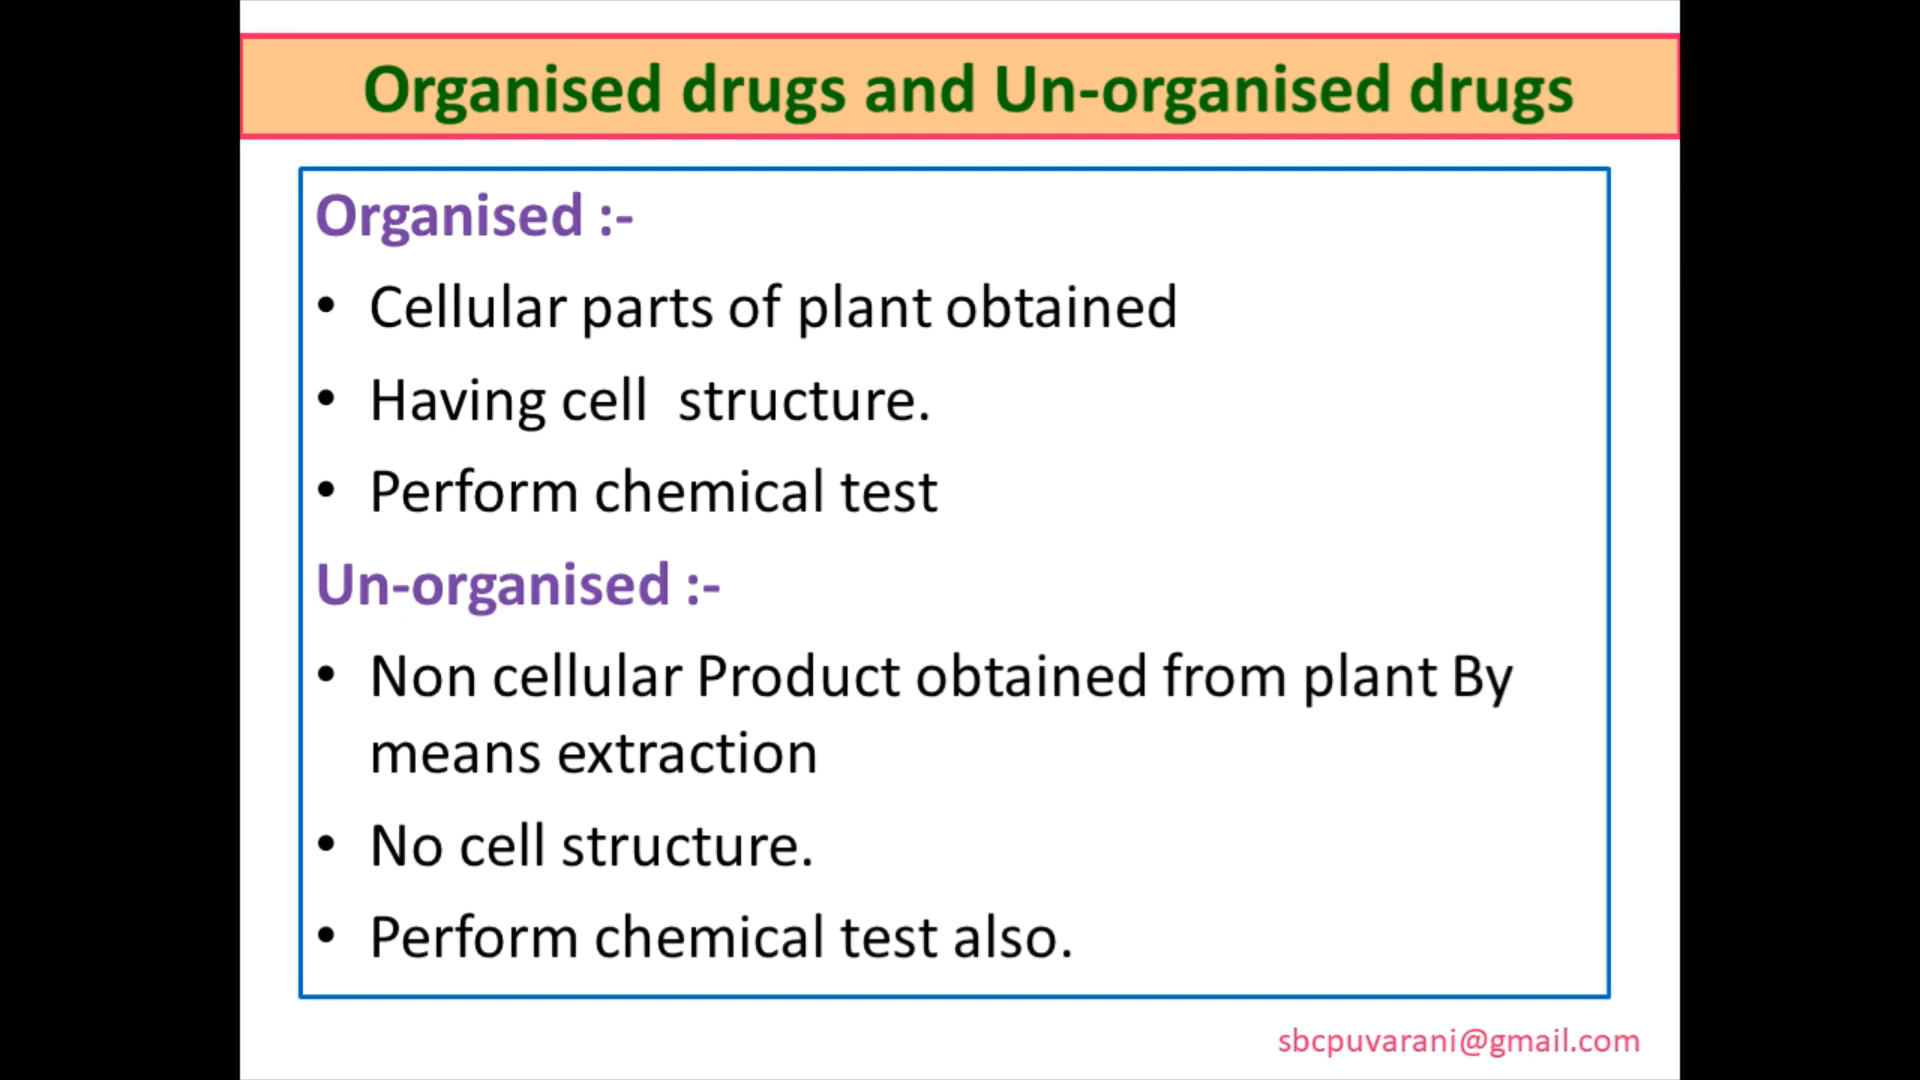 Organised drugs and Un-organised drugs
Organised :-
• Cellular parts of plant obtained
• Having cell  structure.
• Perform chemical test
Un-organised :-
• Non cellular Product obtained from plant By
means extraction
• No cell structure.
• Perform chemical test also.
sbcpuvarani@gmail.com